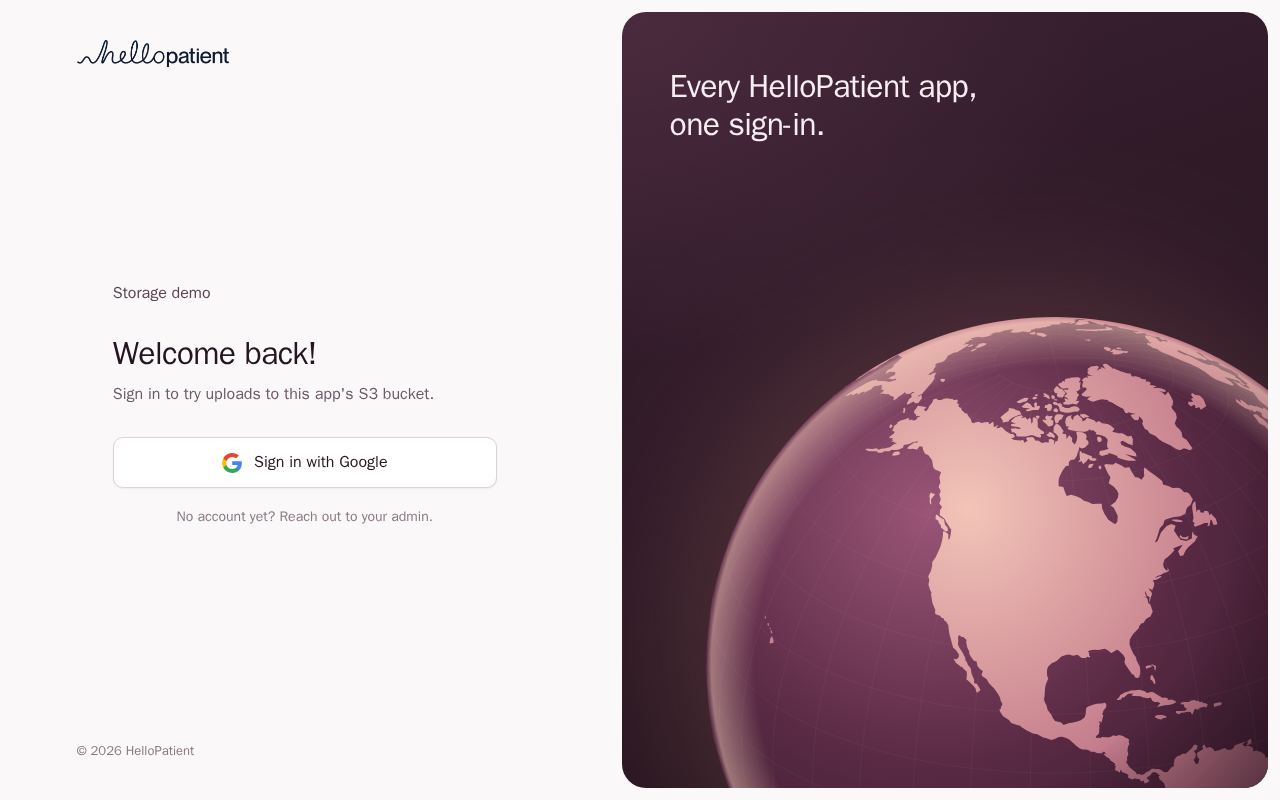 hellopatient
Every HelloPatient app,
one sign-in.
Storage demo
Welcome back!
Sign in to try uploads to this app's S3 bucket.
Sign in with Google
No account yet? Reach out to your admin.
© 2026 HelloPatient